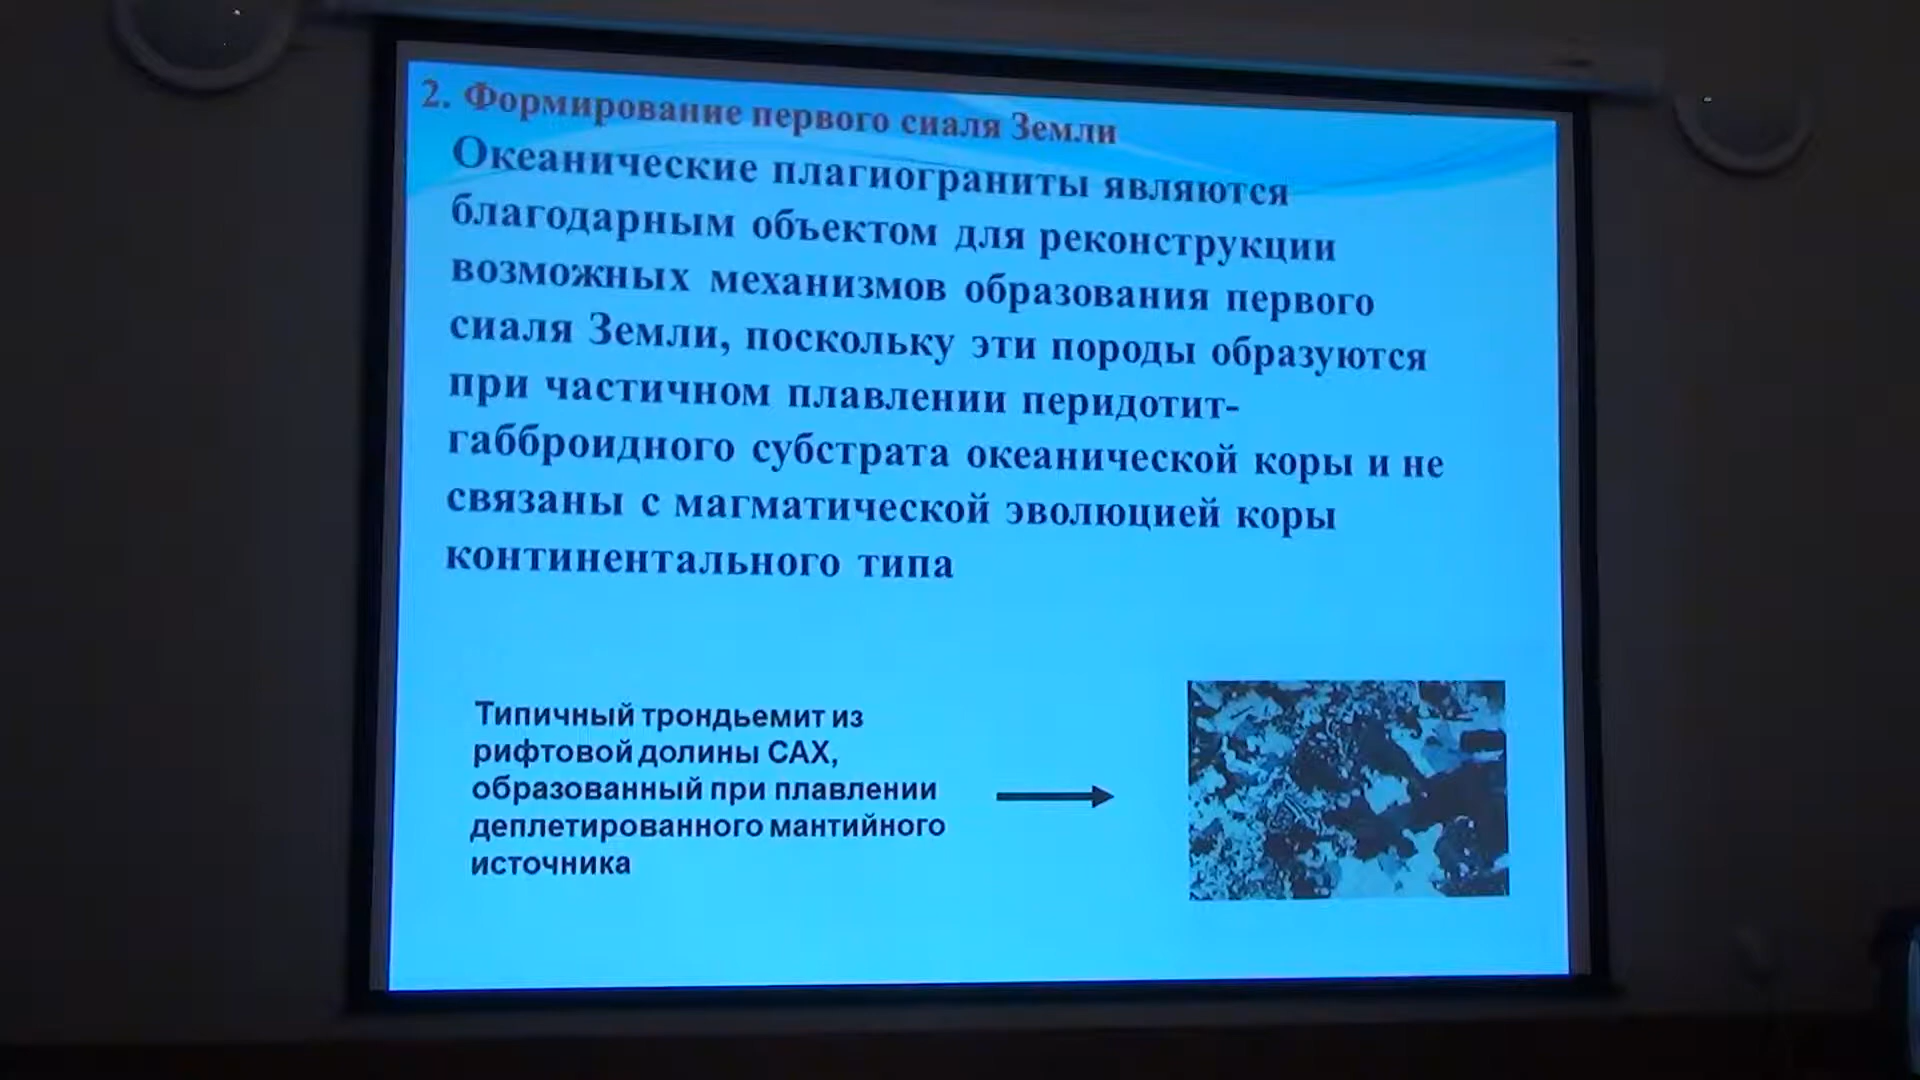 2. Формирование первого сиаля Земли
Океанические плагиограниты являются
благодарным объектом для реконструкции
возможных механизмов образования первого
сиаля Земли, поскольку эти породы образуются
при частичном плавлении перидотит-
габброидного субстрата океанической коры и не
связаны с магматической эволюцией коры
континентального типа
Типичный трондьемит из
рифтовой долины САХ,
образованный при плавлении
деплетированного мантийного
источника